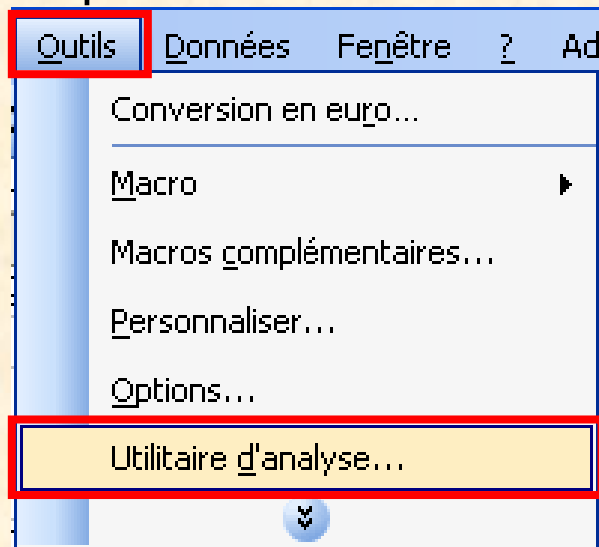 Outils Données Fenêtre ?
Conversion en euro...
Macro
Macros complémentaires...
Personnaliser...
Options...
Utilitaire d'analyse...